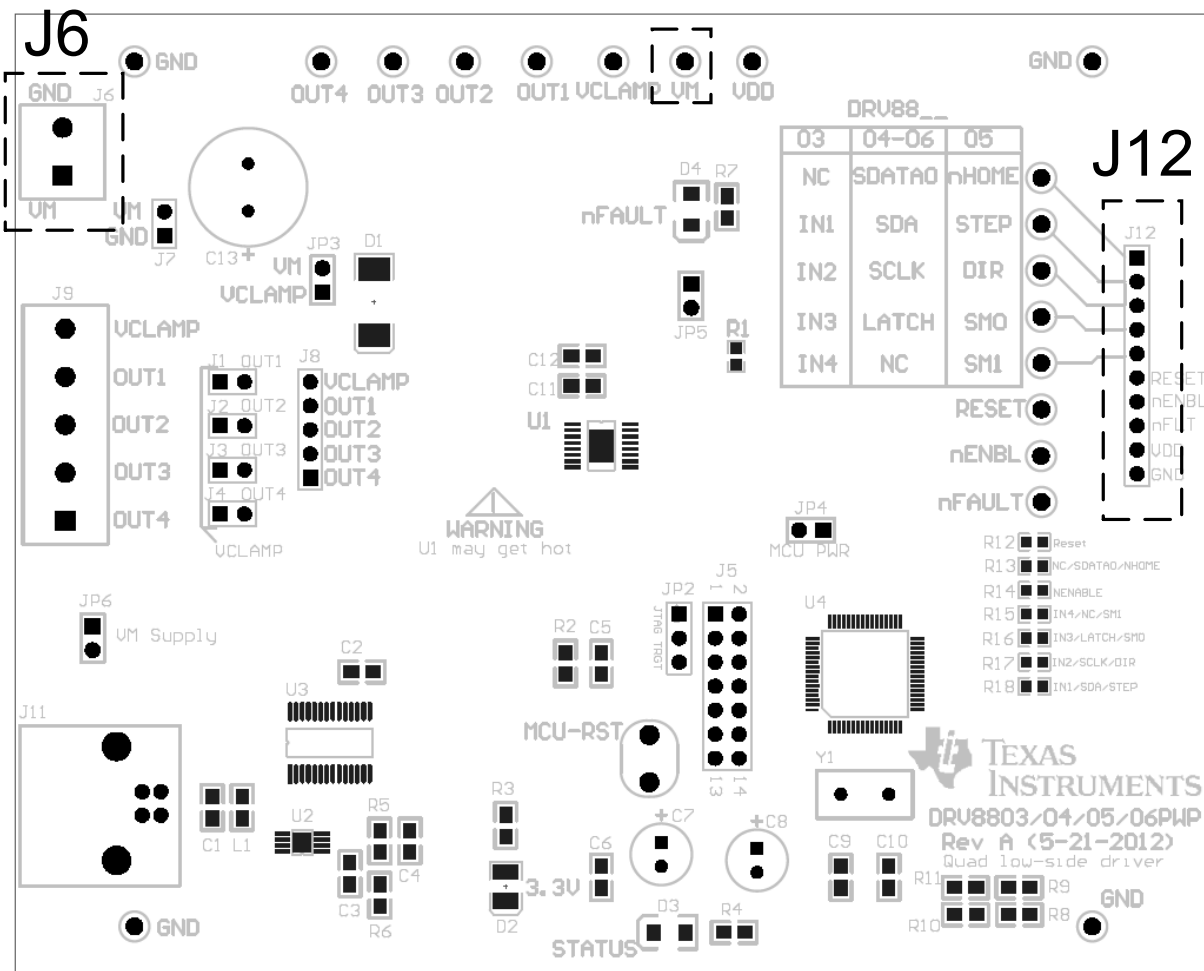 J6
GND
OUT4 OUT3 OUT2 OUT1 VCLAMP VM VDD
GND
GND J6
VM
VM
GND
J7
C13 +
JP3
VM
VCLAMP
D1
DRV88__
03 04-06 05
NC SDATAO nHOME
IN1 SDA STEP
IN2 SCLK DIR
IN3 LATCH SMO
IN4 NC SM1
J12
J12
RESET
nENBL
nFLT
VDD
GND
D4 R7
nFAULT
JP5
R1
J9
VCLAMP
OUT1
OUT2
OUT3
OUT4
J1 OUT1
J2 OUT2
J3 OUT3
J4 OUT4
VCLAMP
J8
VCLAMP
OUT1
OUT2
OUT3
OUT4
C12
C11
U1
WARNING
U1 may get hot
RESET
nENBL
nFAULT
JP4
MCU PWR
R12 Reset
R13 NC/SDATAO/NHOME
R14 NENABLE
R15 IN4/NC/SM1
R16 IN3/LATCH/SMO
R17 IN2/SCLK/DIR
R18 IN1/SDA/STEP
JP6
VM Supply
J11
U3
C2
R2 C5
JP2
JTAG TRGT
J5
1 2
13 14
U4
MCU-RST
Y1
C1 L1
U2
R5
C4
C3
R6
R3
D2
3.3V
C6
+C7
+C8
C9 C10
D3
STATUS
R4
TEXAS
INSTRUMENTS
DRV8803/04/05/06PWP
Rev A (5-21-2012)
Quad low-side driver
R11 R9
R10 R8
GND
GND